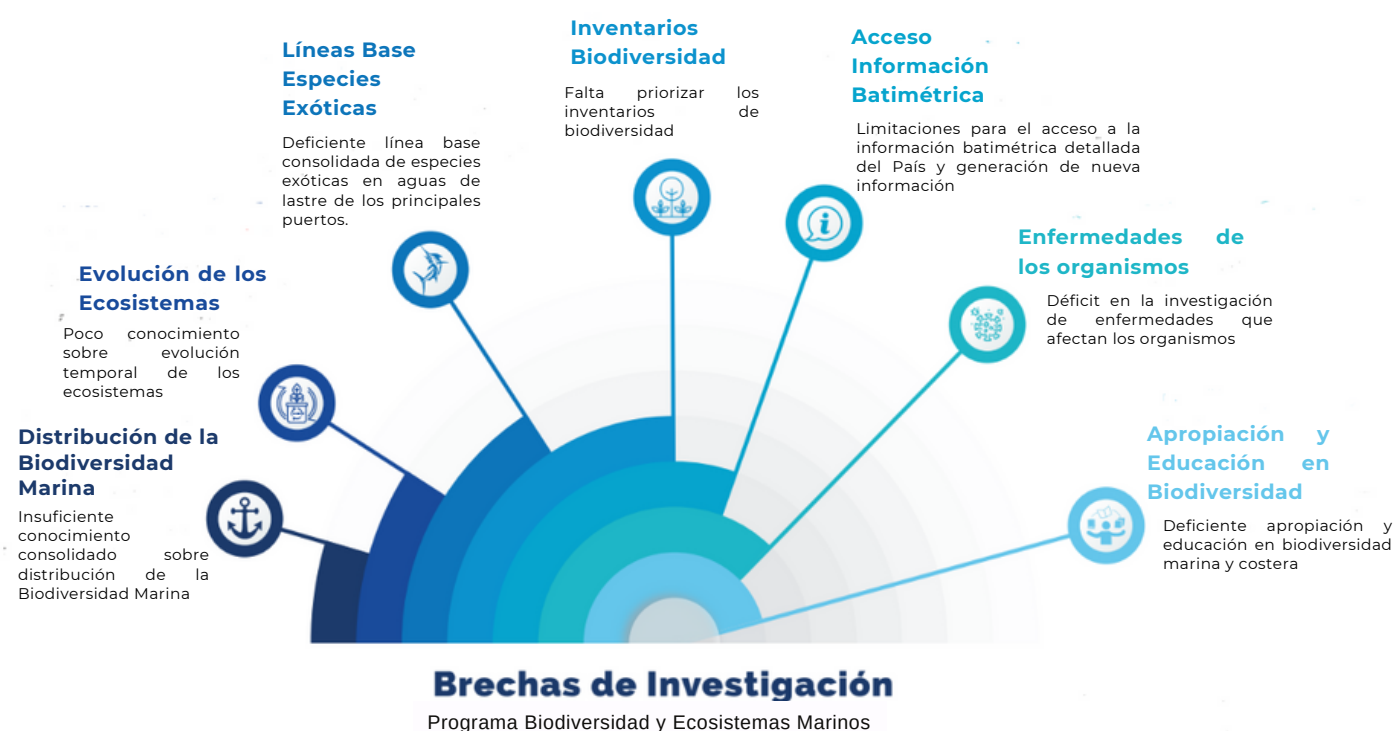 Distribución de la
Biodiversidad
Marina
Insuficiente
conocimiento
consolidado sobre
distribución de la
Biodiversidad Marina
Evolución de los
Ecosistemas
Poco conocimiento
sobre evolución
temporal de los
ecosistemas
Líneas Base
Especies
Exóticas
Deficiente línea base
consolidada de especies
exóticas en aguas de
lastre de los principales
puertos.
Inventarios
Biodiversidad
Falta priorizar los
inventarios de
biodiversidad
Acceso
Información
Batimétrica
Limitaciones para el acceso a la
información batimétrica detallada
del País y generación de nueva
información
Enfermedades de
los organismos
Déficit en la investigación
de enfermedades que
afectan los organismos
Apropiación y
Educación en
Biodiversidad
Deficiente apropiación y
educación en biodiversidad
marina y costera
Brechas de Investigación
Programa Biodiversidad y Ecosistemas Marinos